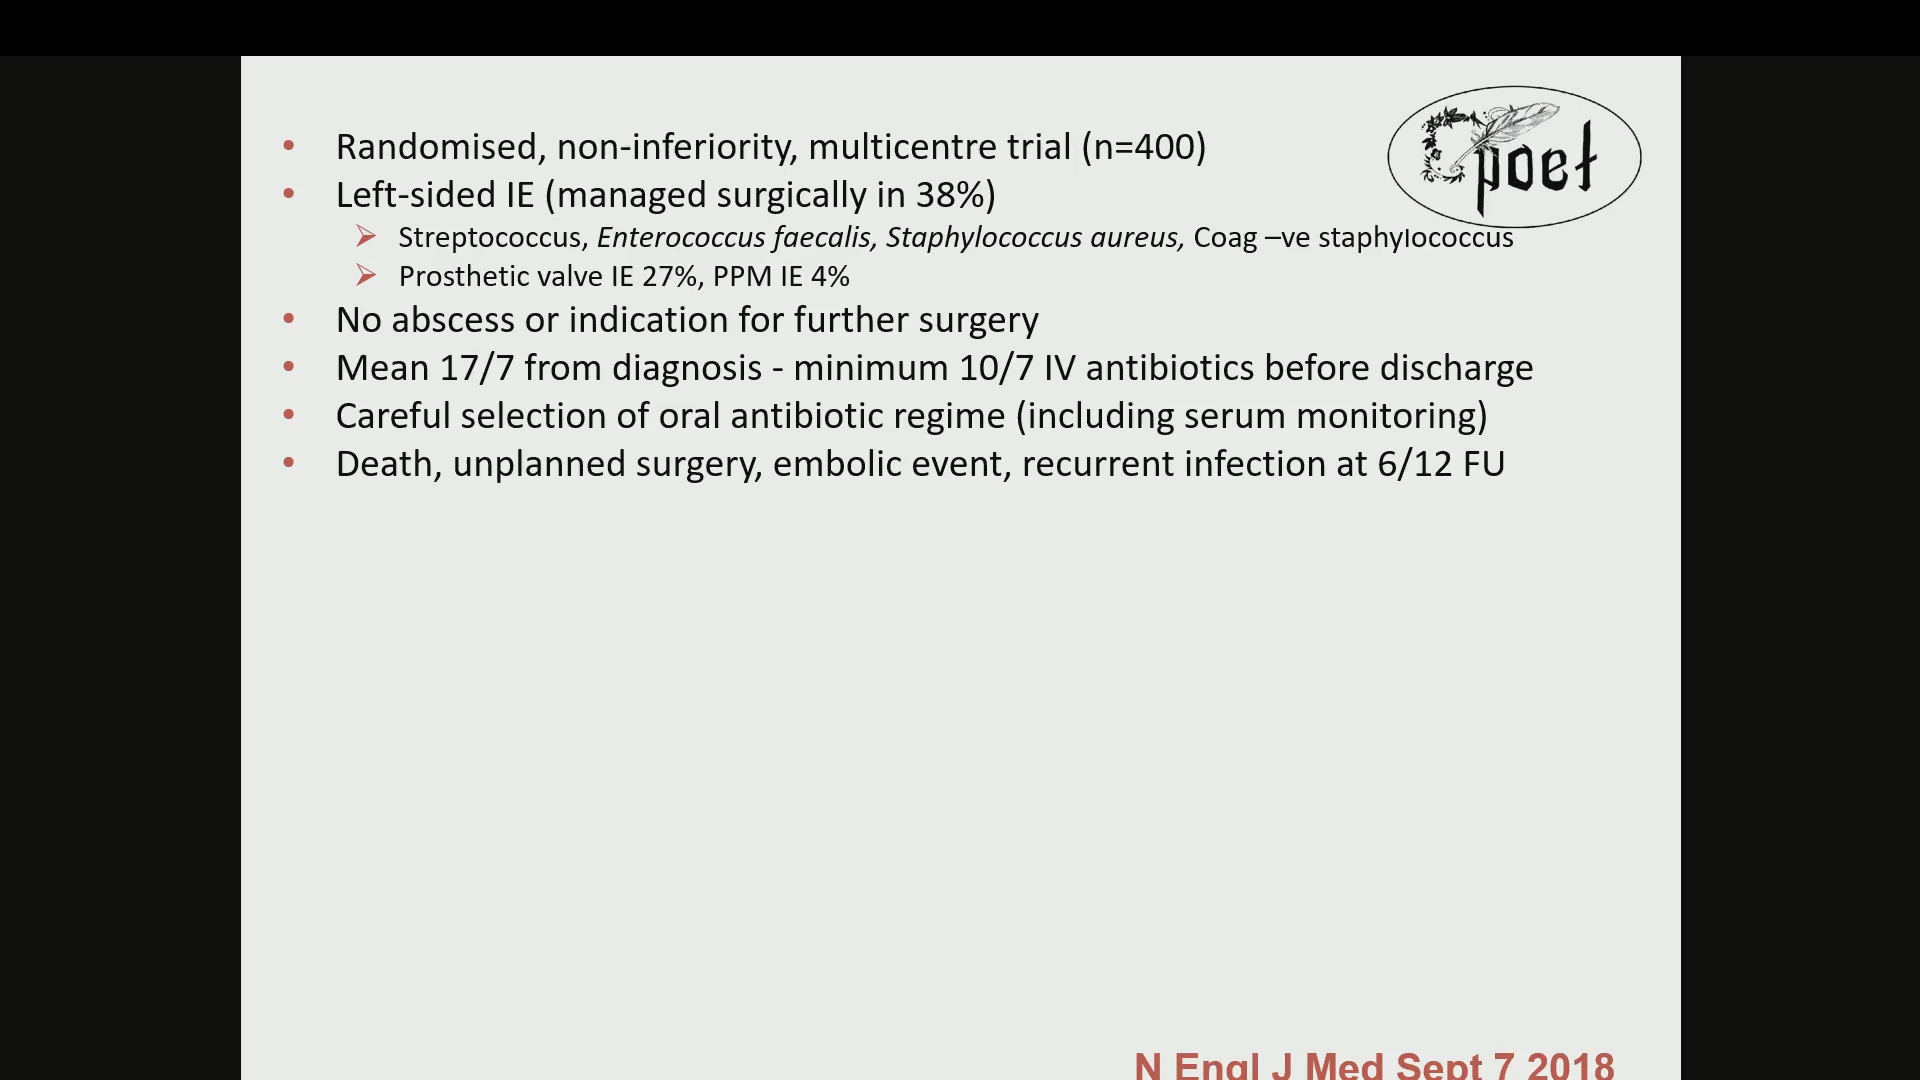 Randomised, non-inferiority, multicentre trial (n=400)
poet
Left-sided IE (managed surgically in 38%)
Streptococcus, Enterococcus faecalis, Staphylococcus aureus, Coag –ve staphylococcus
Prosthetic valve IE 27%, PPM IE 4%
No abscess or indication for further surgery
Mean 17/7 from diagnosis - minimum 10/7 IV antibiotics before discharge
Careful selection of oral antibiotic regime (including serum monitoring)
Death, unplanned surgery, embolic event, recurrent infection at 6/12 FU
N Engl J Med Sept 7 2018